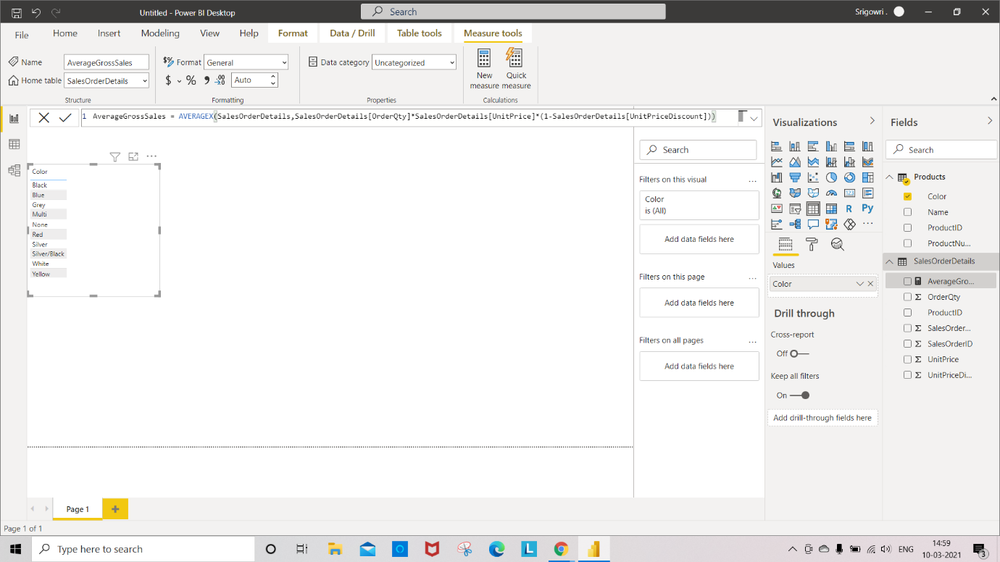 Untitled - Power BI Desktop
Search
Srigowri .
File
Home
Insert
Modeling
View
Help
Format
Data / Drill
Table tools
Measure tools
Name
AverageGrossSales
Home table
SalesOrderDetails
Structure
$% Format
General
$
%
Auto
Formatting
Data category
Uncategorized
Properties
New measure
Quick measure
Calculations
1 AverageGrossSales = AVERAGEX(SalesOrderDetails,SalesOrderDetails[OrderQty]*SalesOrderDetails[UnitPrice]*(1-SalesOrderDetails[UnitPriceDiscount]))
Color
Black
Blue
Grey
Multi
None
Red
Silver
Silver/Black
White
Yellow
Search
Filters on this visual
...
Color
is (All)
Add data fields here
Filters on this page
...
Add data fields here
Filters on all pages
...
Add data fields here
Visualizations
R
Py
Values
Color
Drill through
Cross-report
Off
Keep all filters
On
Add drill-through fields here
Fields
Search
Products
Color
Name
ProductID
ProductNu...
SalesOrderDetails
AverageGro...
OrderQty
ProductID
SalesOrder...
SalesOrderID
UnitPrice
UnitPriceDi...
Page 1
+
Page 1 of 1
Type here to search
L
ENG
14:59
10-03-2021
3